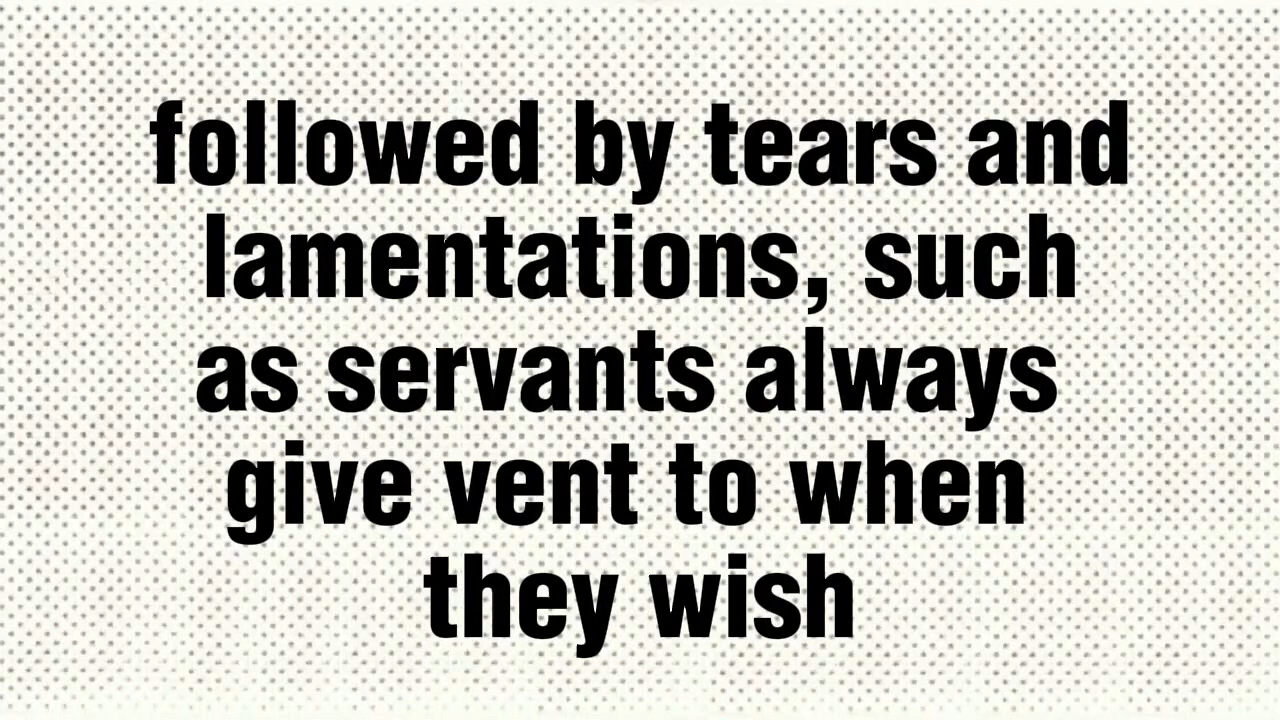 followed by tears and
lamentations, such
as servants always
give vent to when
they wish